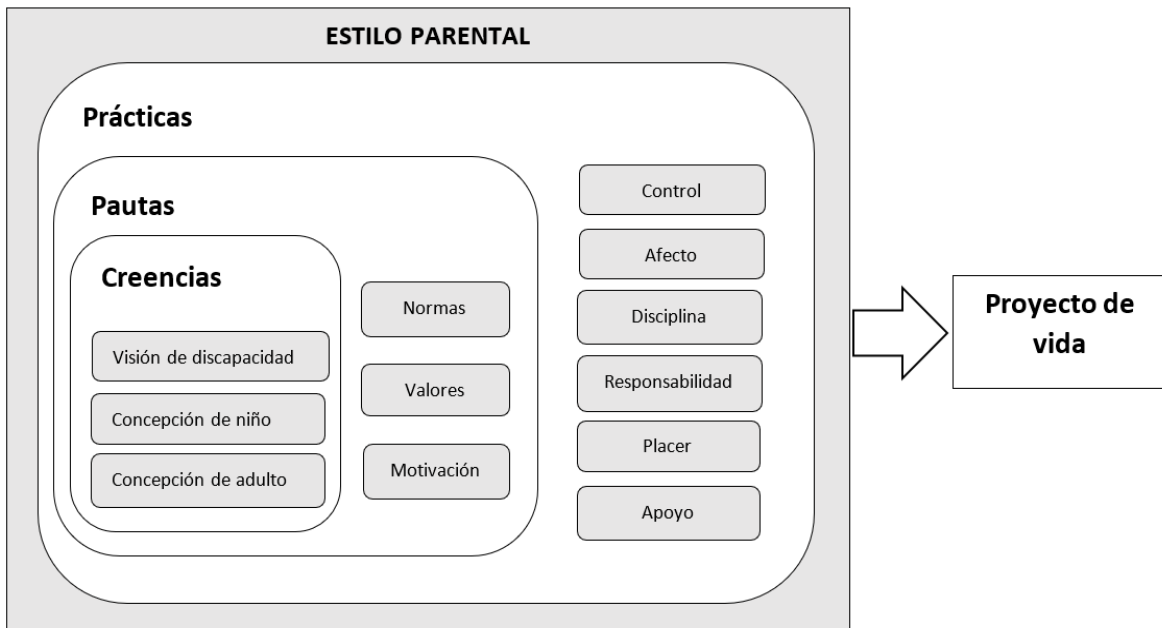 ESTILO PARENTAL
Prácticas
Pautas
Creencias
Visión de discapacidad
Concepción de niño
Concepción de adulto
Normas
Valores
Motivación
Control
Afecto
Disciplina
Responsabilidad
Placer
Apoyo
Proyecto de
vida